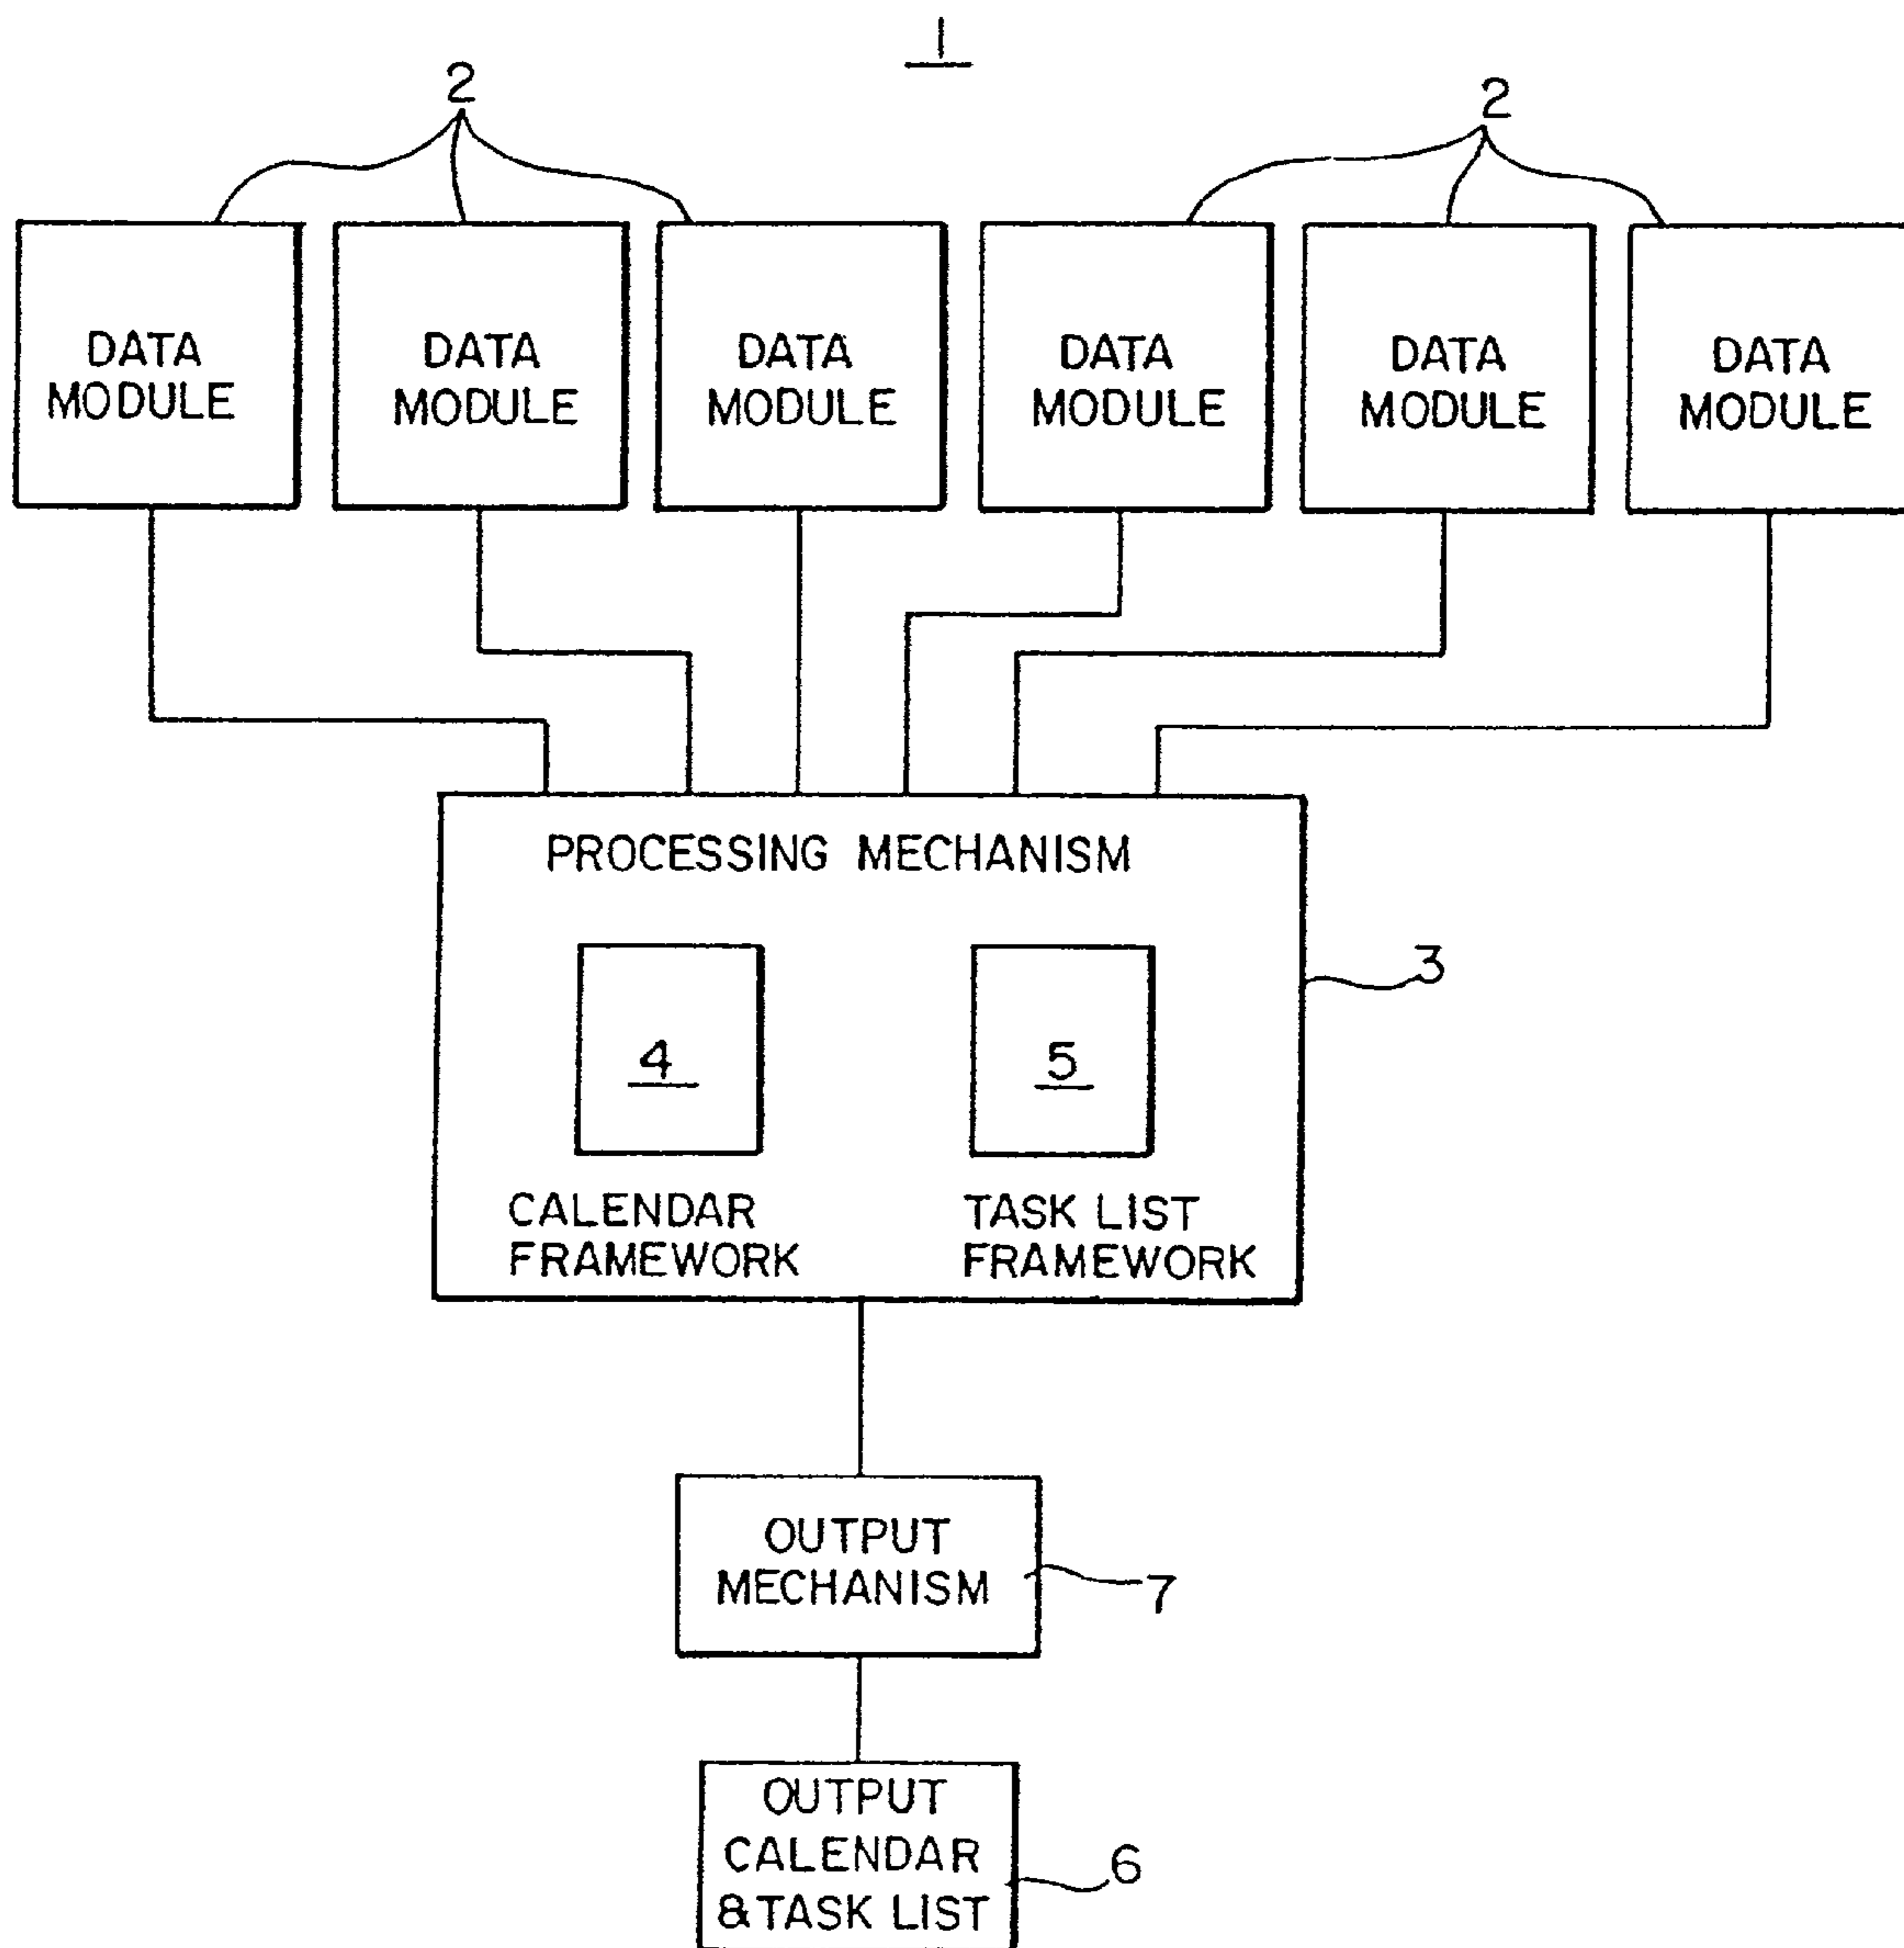 1
2 2
DATA MODULE DATA MODULE DATA MODULE DATA MODULE DATA MODULE DATA MODULE
PROCESSING MECHANISM
3
4 5
CALENDAR FRAMEWORK
TASK LIST FRAMEWORK
OUTPUT
MECHANISM
7
OUTPUT
CALENDAR
& TASK LIST
6